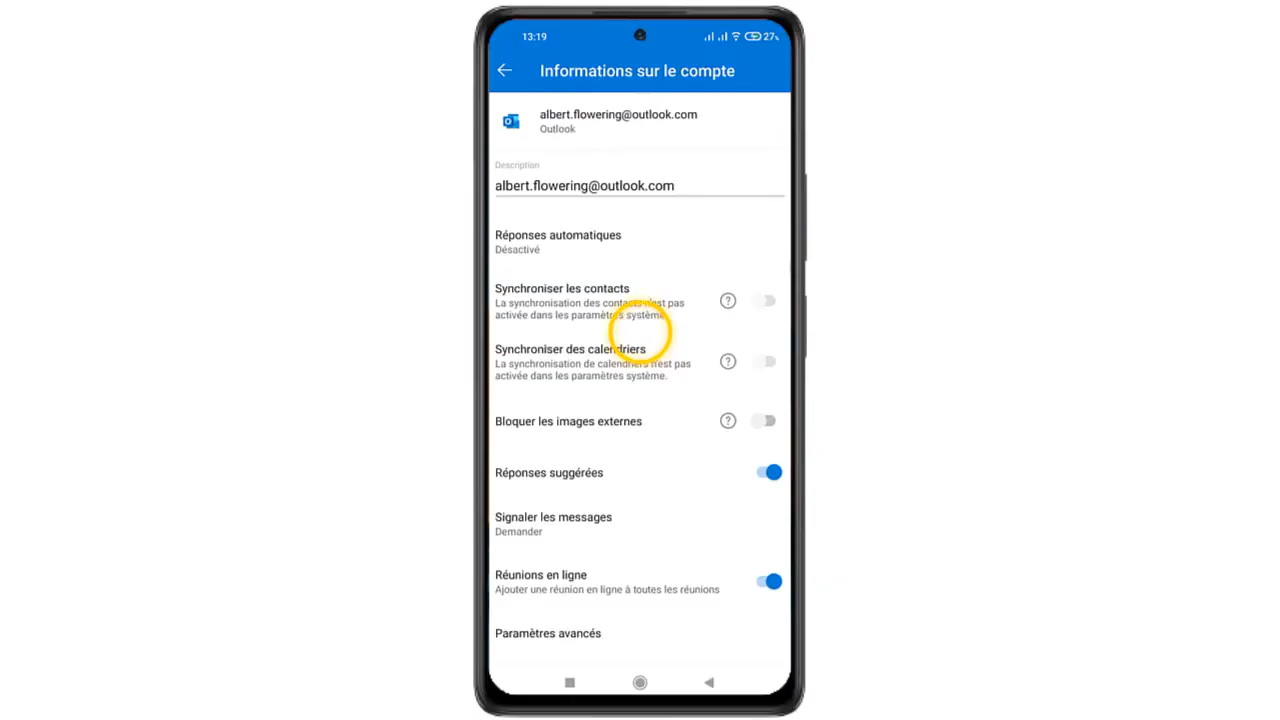 13:19
27%
Informations sur le compte
albert.flowering@outlook.com
Outlook
Description
albert.flowering@outlook.com
Réponses automatiques
Désactivé
Synchroniser les contacts
La synchronisation des contacts n'est pas
activée dans les paramètres système.
Synchroniser des calendriers
La synchronisation de calendriers n'est pas
activée dans les paramètres système.
Bloquer les images externes
Réponses suggérées
Signaler les messages
Demander
Réunions en ligne
Ajouter une réunion en ligne à toutes les réunions
Paramètres avancés